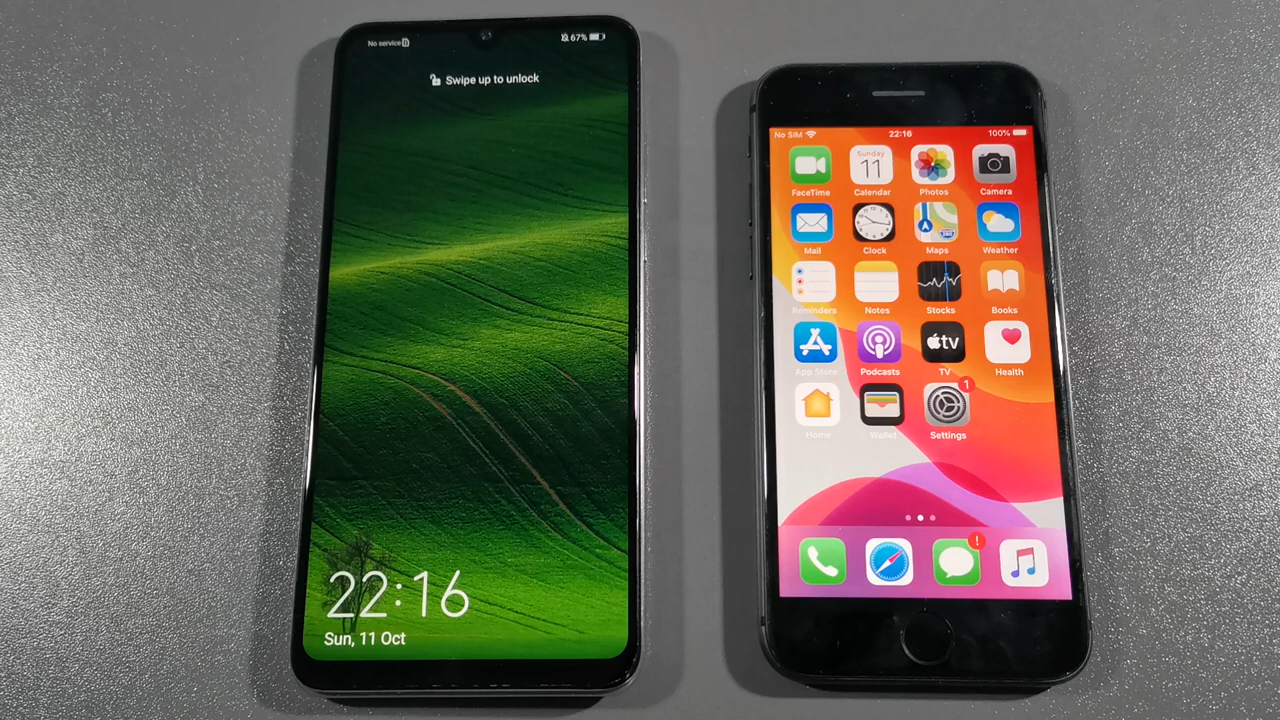 No service
67%
Swipe up to unlock
22:16
Sun, 11 Oct
No SIM
22:16
100%
Sunday
11
FaceTime
Calendar
Photos
Camera
Mail
Clock
Maps
Weather
Reminders
Notes
Stocks
Books
tv
App Store
Podcasts
TV
Health
1
Home
Wallet
Settings
!